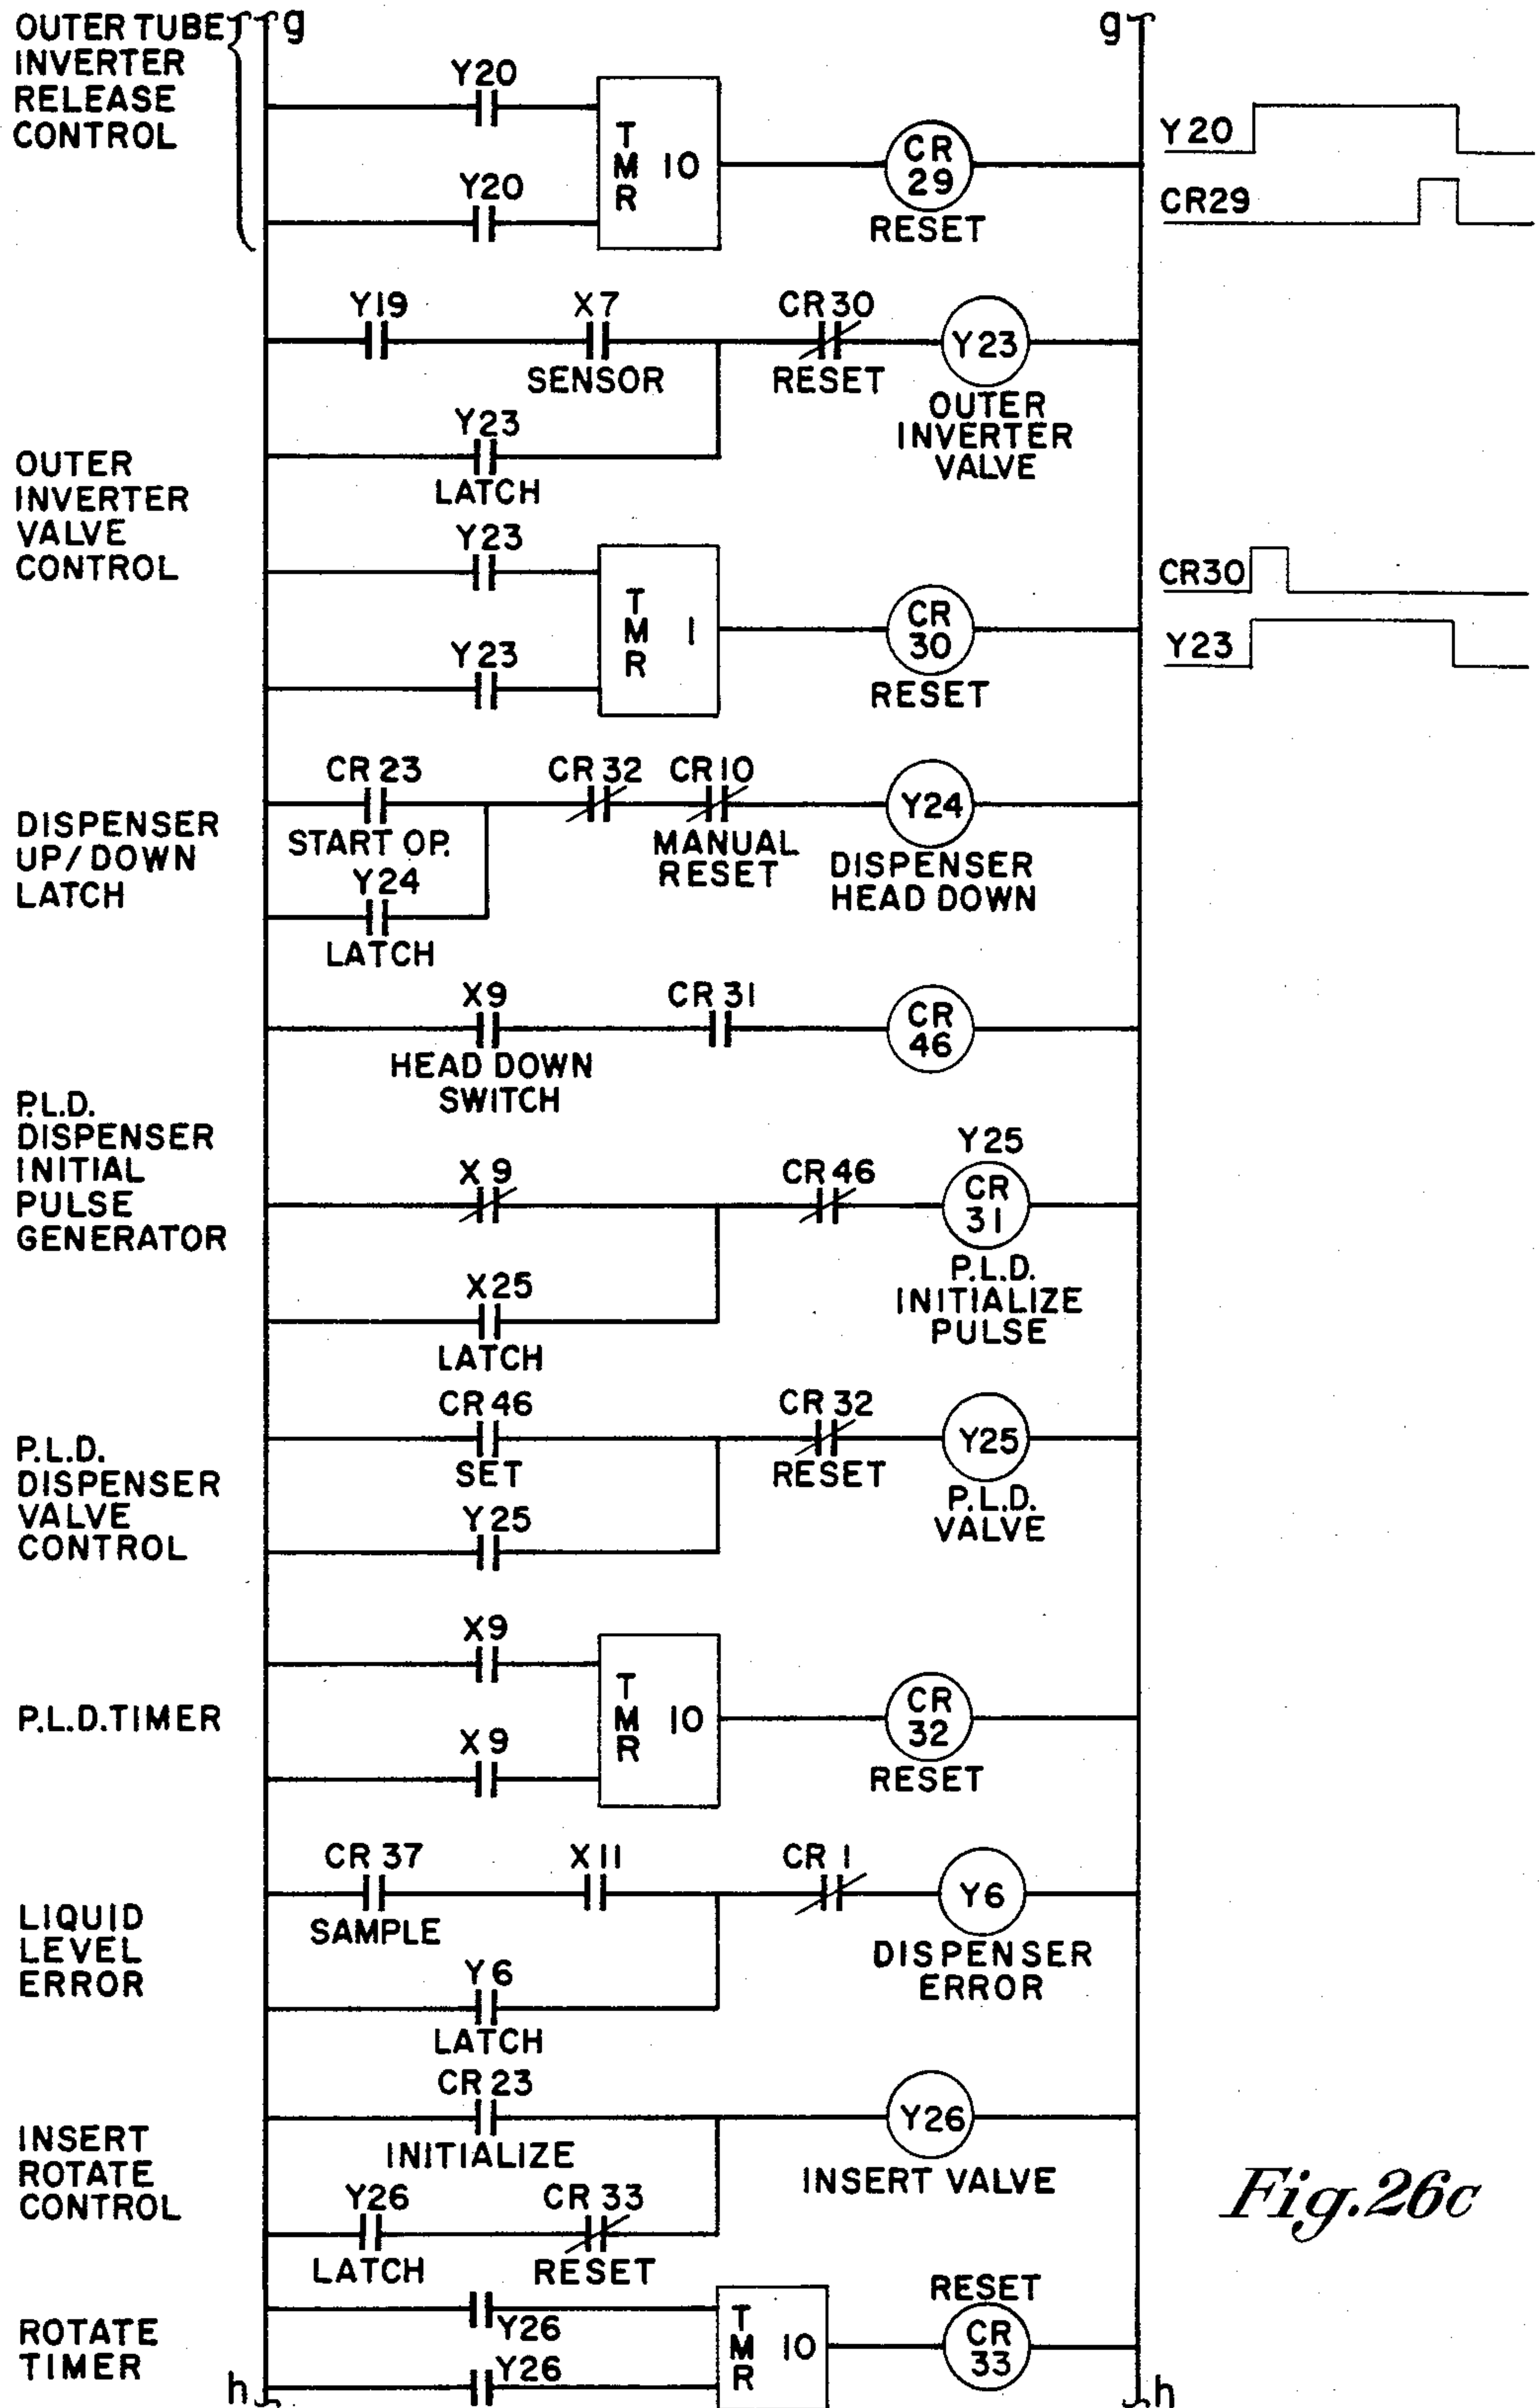 OUTER TUBE
INVERTER
RELEASE
CONTROL
g
g
Y20
Y20
T
M
R
10
CR
29
RESET
Y20
CR29
Y19
X7
SENSOR
CR30
RESET
Y23
OUTER
INVERTER
VALVE
Y23
LATCH
OUTER
INVERTER
VALVE
CONTROL
Y23
Y23
T
M
R
1
CR
30
RESET
CR30
Y23
DISPENSER
UP/DOWN
LATCH
CR 23
START OP.
Y24
LATCH
CR 32
CR 10
MANUAL
RESET
Y24
DISPENSER
HEAD DOWN
X9
HEAD DOWN
SWITCH
CR 31
CR
46
P.L.D.
DISPENSER
INITIAL
PULSE
GENERATOR
X 9
CR 46
Y25
CR
31
P.L.D.
INITIALIZE
PULSE
X25
LATCH
P.L.D.
DISPENSER
VALVE
CONTROL
CR 46
SET
Y 25
CR 32
RESET
Y25
P.L.D.
VALVE
P.L.D. TIMER
X9
X 9
T
M
R
10
CR
32
RESET
LIQUID
LEVEL
ERROR
CR 37
SAMPLE
X 11
CR 1
Y6
DISPENSER
ERROR
Y 6
LATCH
INSERT
ROTATE
CONTROL
CR 23
INITIALIZE
Y26
INSERT VALVE
Y26
LATCH
CR 33
RESET
ROTATE
TIMER
Y26
Y26
T
M
R
10
RESET
CR
33
h
h
Fig.26c